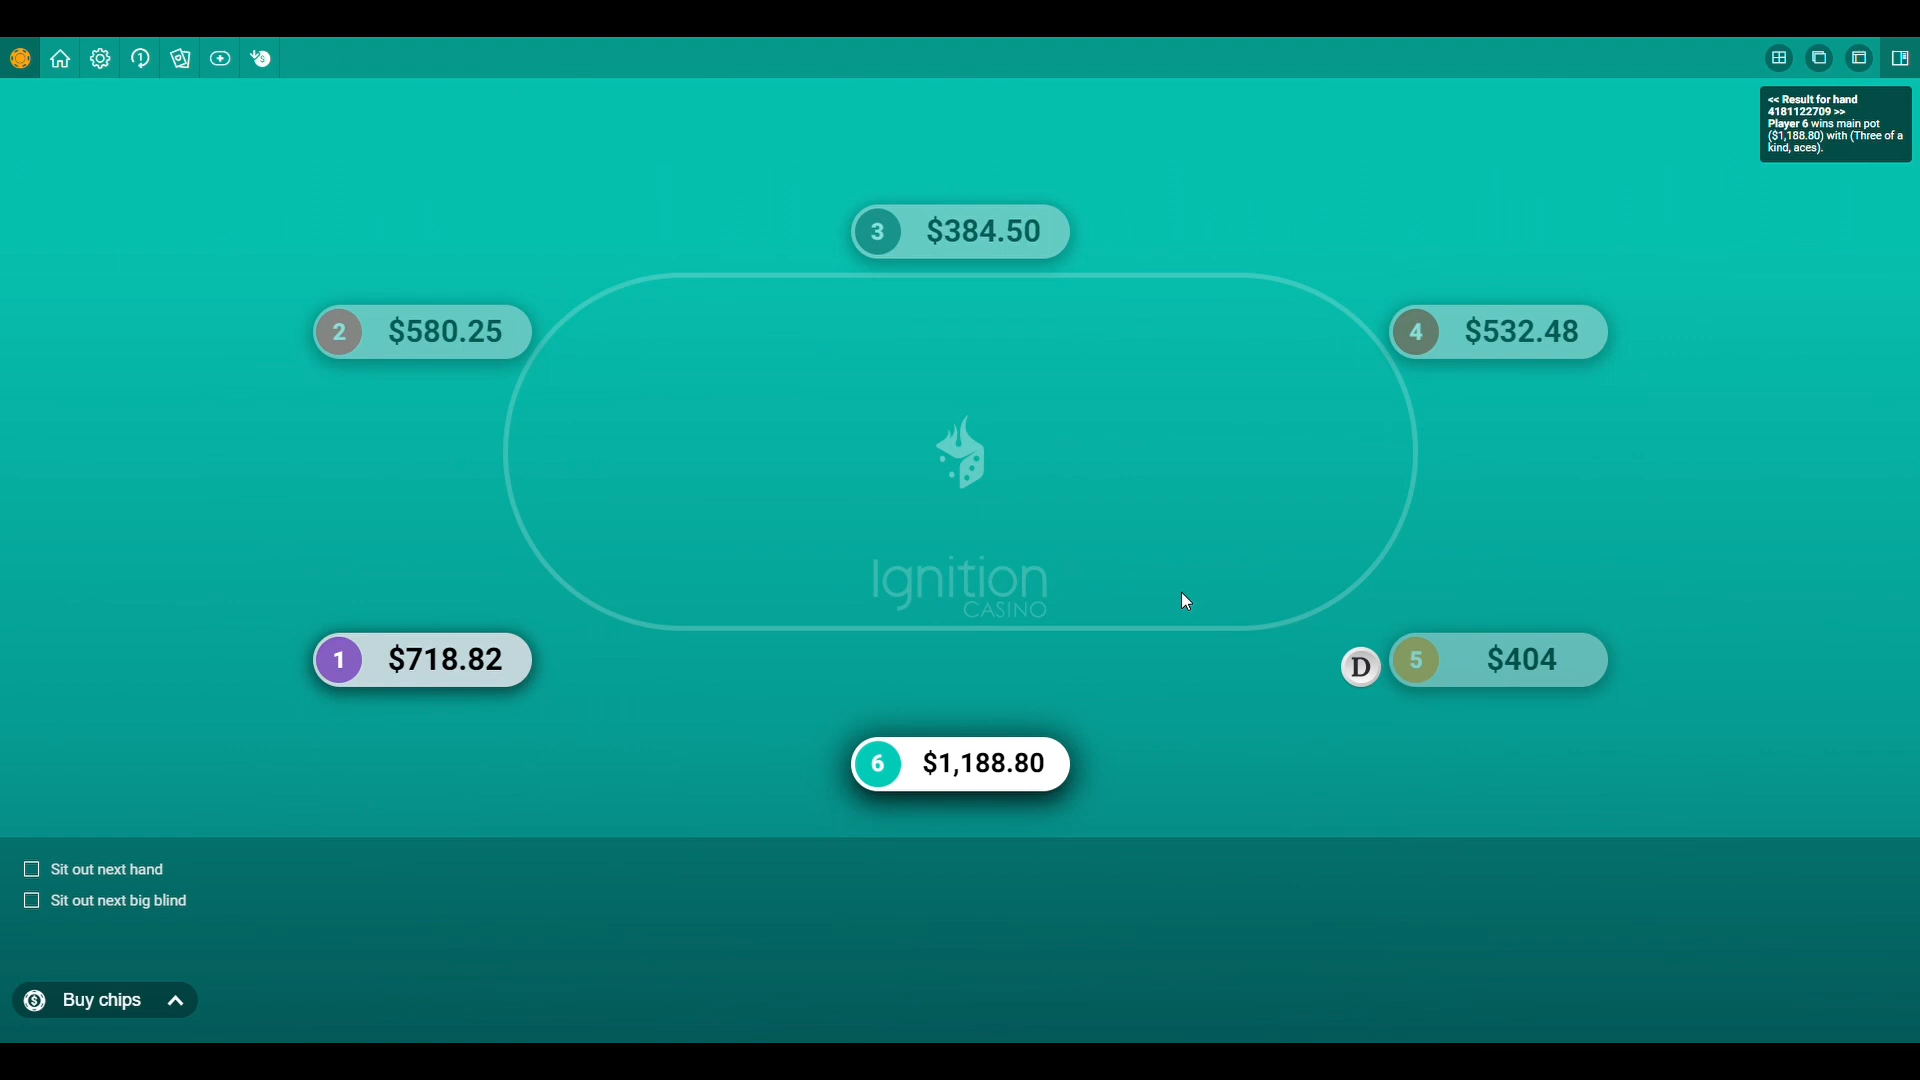 << Result for hand
4181122709 >>
Player 6 wins main pot
($1,188.80) with (Three of a
kind, aces).
3 $384.50
2 $580.25
4 $532.48
Ignition
CASINO
1 $718.82
D 5 $404
6 $1,188.80
Sit out next hand
Sit out next big blind
Buy chips